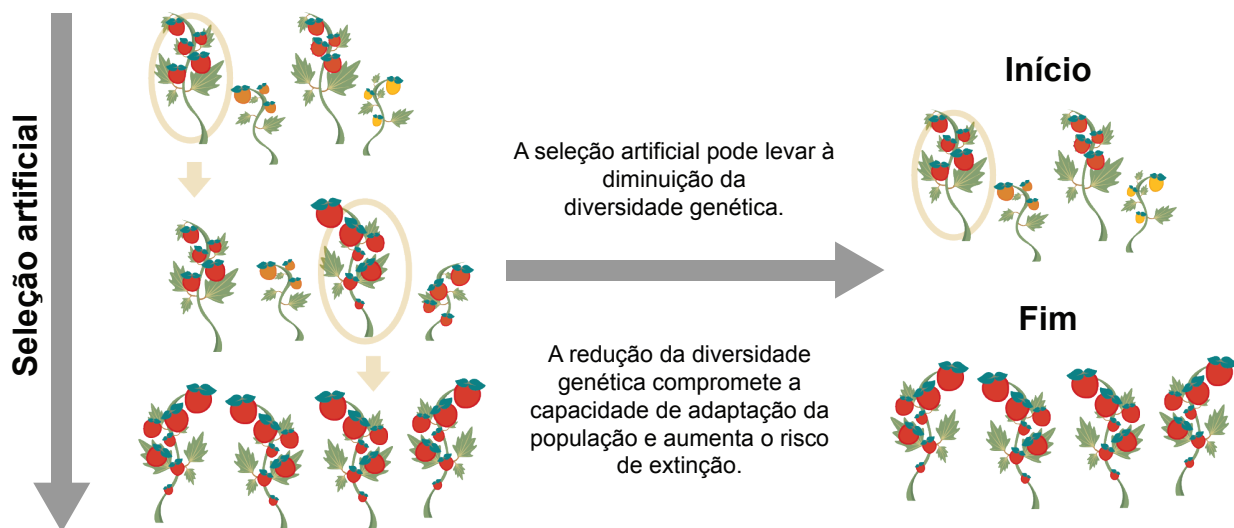 Seleção artificial
A seleção artificial pode levar à
diminuição da
diversidade genética.
A redução da diversidade
genética compromete a
capacidade de adaptação da
população e aumenta o risco
de extinção.
Início
Fim